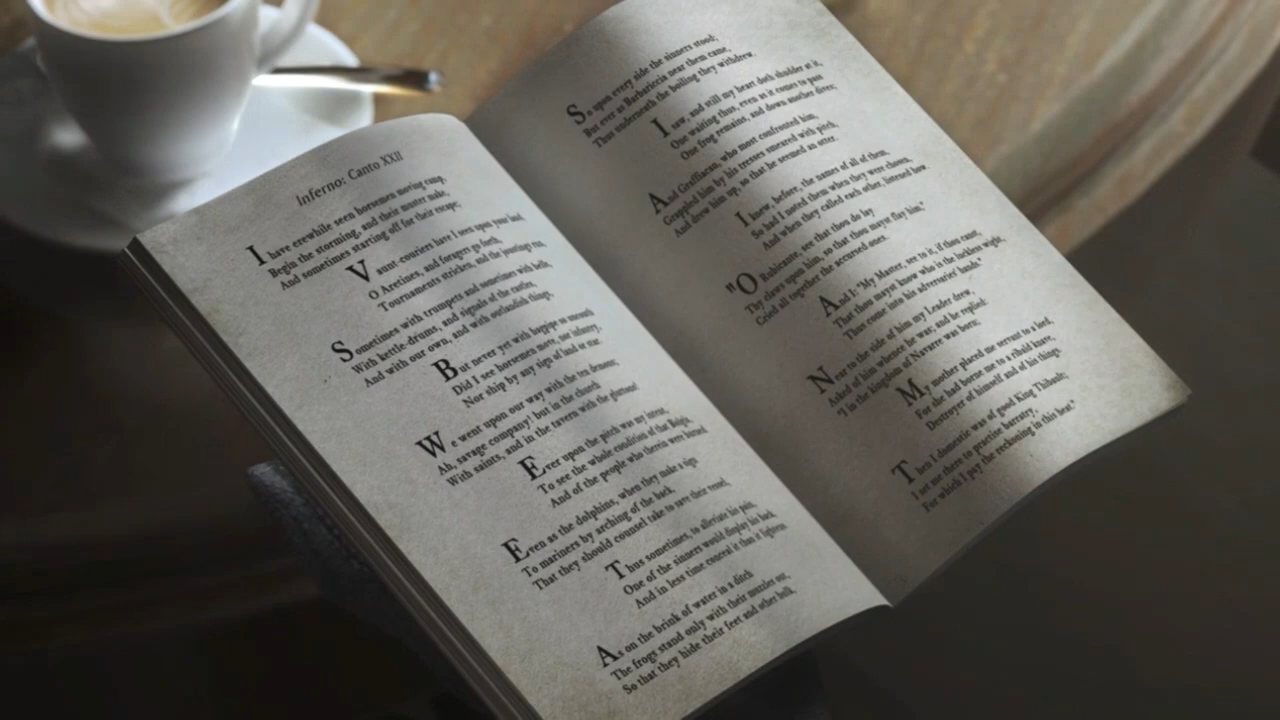 Inferno: Canto XXII
I have erewhile seen horsemen moving camp,
Begin the storming, and their muster make,
And sometimes starting off for their escape;
Vaunt-couriers have I seen upon your land
O Aretines, and foragers go forth,
Tournaments stricken, and the joustings run,
Sometimes with trumpets and sometimes with bells,
With kettle-drums, and signals of the castles,
And with our own, and with outlandish things,
But never yet with bagpipe so uncouth
Did I see horsemen move, nor infantry,
Nor ship by any sign of land or star.
We went upon our way with the ten demons:
Ah, savage company! but in the church
With saints, and in the tavern with the gluttons!
Ever upon the pitch was my intent,
To see the whole condition of that Bolgia,
And of the people who therein were burned
Even as the dolphins, when they make a sign
To mariners by arching of the back,
That they should counsel take to save their vessel,
Thus sometimes, to alleviate his pain,
One of the sinners would display his back,
And in less time conceal it than it lightens.
As on the brink of water in a ditch
The frogs stand only with their muzzles out,
So that they hide their feet and other bulk,
So upon every side the sinners stood;
But ever as Barbariccia near them came,
Thus underneath the boiling they withdrew.
I saw, and still my heart doth shudder at it,
One waiting thus, even as it comes to pass
One frog remains, and down another dives;
And Graffiacan, who most confronted him,
Grappled him by his tresses smeared with pitch,
And drew him up, so that he seemed an otter.
I knew, before, the names of all of them,
So had I noted them when they were chosen,
And when they called each other, listened how.
"O Rubicante, see that thou do lay
Thy claws upon him, so that thou mayst flay him,"
Cried all together the accursed ones.
And I: "My Master, see to it, if thou canst,
That thou mayst know who is the luckless wight,
Thus come into his adversaries' hands."
Near to the side of him my Leader drew,
Asked of him whence he was; and he replied:
"I in the kingdom of Navarre was born;
My mother placed me servant to a lord,
For she had borne me to a ribald knave,
Destroyer of himself and of his things.
Then I domestic was of good King Thibault;
I set me there to practise barratry,
For which I pay the reckoning in this heat."